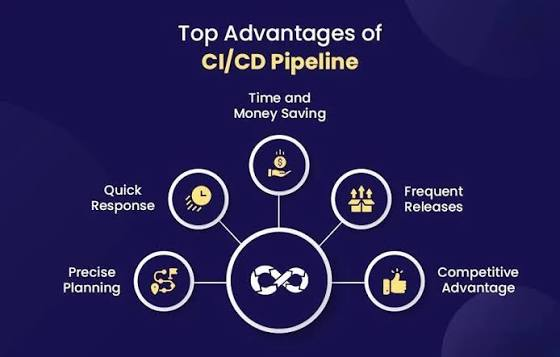 Top Advantages of
CI/CD Pipeline
Time and
Money Saving
Quick
Response
Frequent
Releases
Precise
Planning
Competitive
Advantage